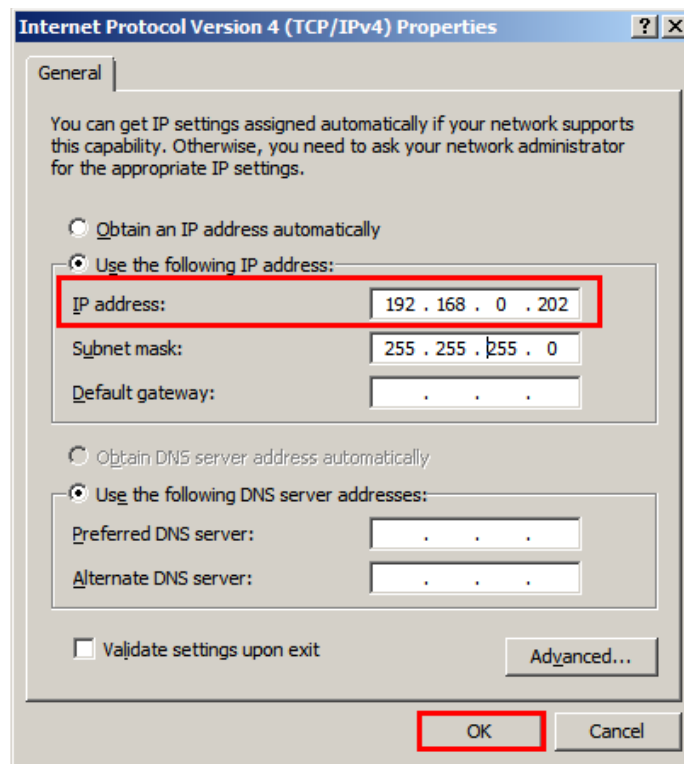 Internet Protocol Version 4 (TCP/IPv4) Properties ? X
General
You can get IP settings assigned automatically if your network supports
this capability. Otherwise, you need to ask your network administrator
for the appropriate IP settings.
Obtain an IP address automatically
Use the following IP address:
IP address: 192 . 168 . 0 . 202
Subnet mask: 255 . 255 . 255 . 0
Default gateway: . . .
Obtain DNS server address automatically
Use the following DNS server addresses:
Preferred DNS server: . . .
Alternate DNS server: . . .
Validate settings upon exit
Advanced...
OK Cancel